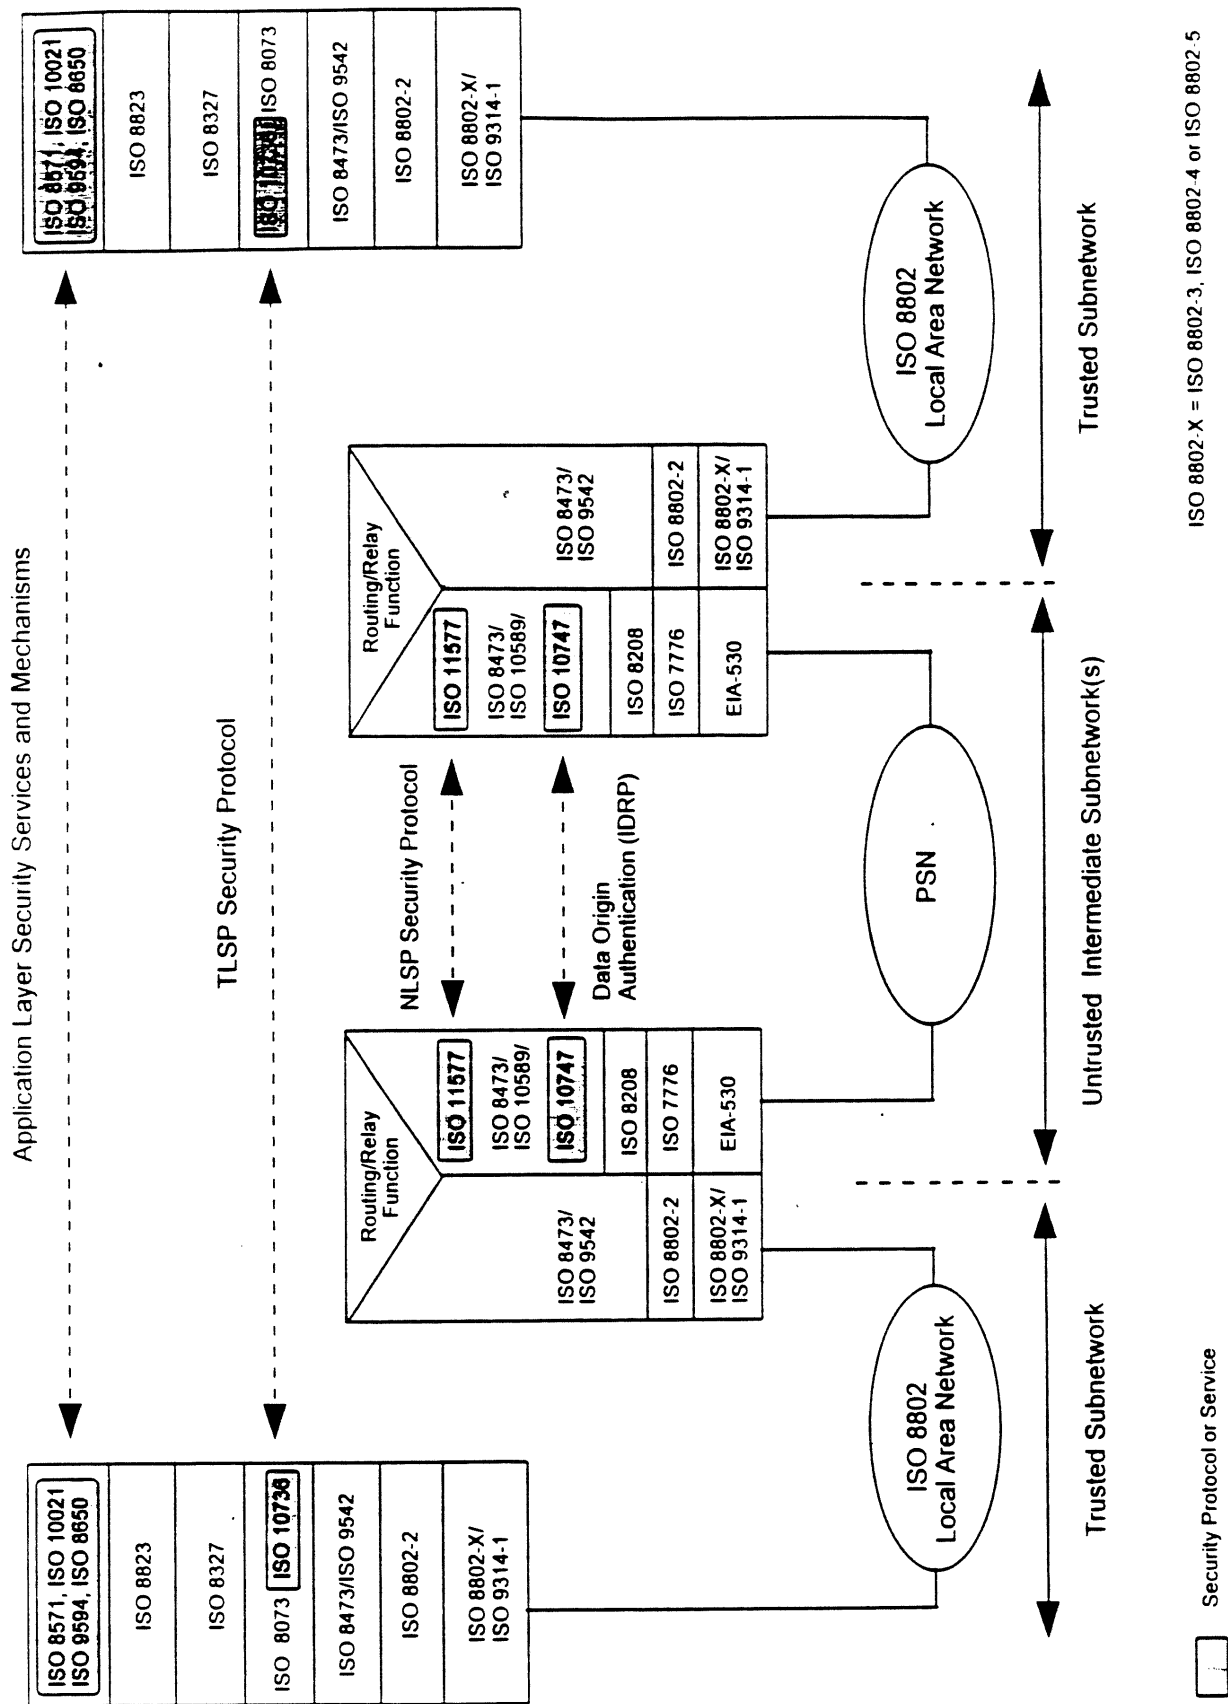 Application Layer Security Services and Mechanisms
TLSP Security Protocol
ISO 8571, ISO 10021
ISO 9594, ISO 8650
ISO 8823
ISO 8327
ISO 8073 ISO 10736
ISO 8473/ISO 9542
ISO 8802-2
ISO 8802-X/
ISO 9314-1
Routing/Relay
Function
ISO 8473/
ISO 9542
ISO 8802-2
ISO 8802-X/
ISO 9314-1
ISO 11577
ISO 8473/
ISO 10589/
ISO 10747
ISO 8208
ISO 7776
EIA-530
NLSP Security Protocol
Data Origin
Authentication (IDRP)
Routing/Relay
Function
ISO 11577
ISO 8473/
ISO 10589/
ISO 10747
ISO 8208
ISO 7776
EIA-530
ISO 8473/
ISO 9542
ISO 8802-2
ISO 8802-X/
ISO 9314-1
ISO 8571, ISO 10021
ISO 9594, ISO 8650
ISO 8823
ISO 8327
ISO 8073
ISO 8473/ISO 9542
ISO 8802-2
ISO 8802-X/
ISO 9314-1
ISO 8802
Local Area Network
PSN
ISO 8802
Local Area Network
Trusted Subnetwork
Untrusted Intermediate Subnetwork(s)
Trusted Subnetwork
Security Protocol or Service
ISO 8802-X = ISO 8802-3, ISO 8802-4 or ISO 8802-5